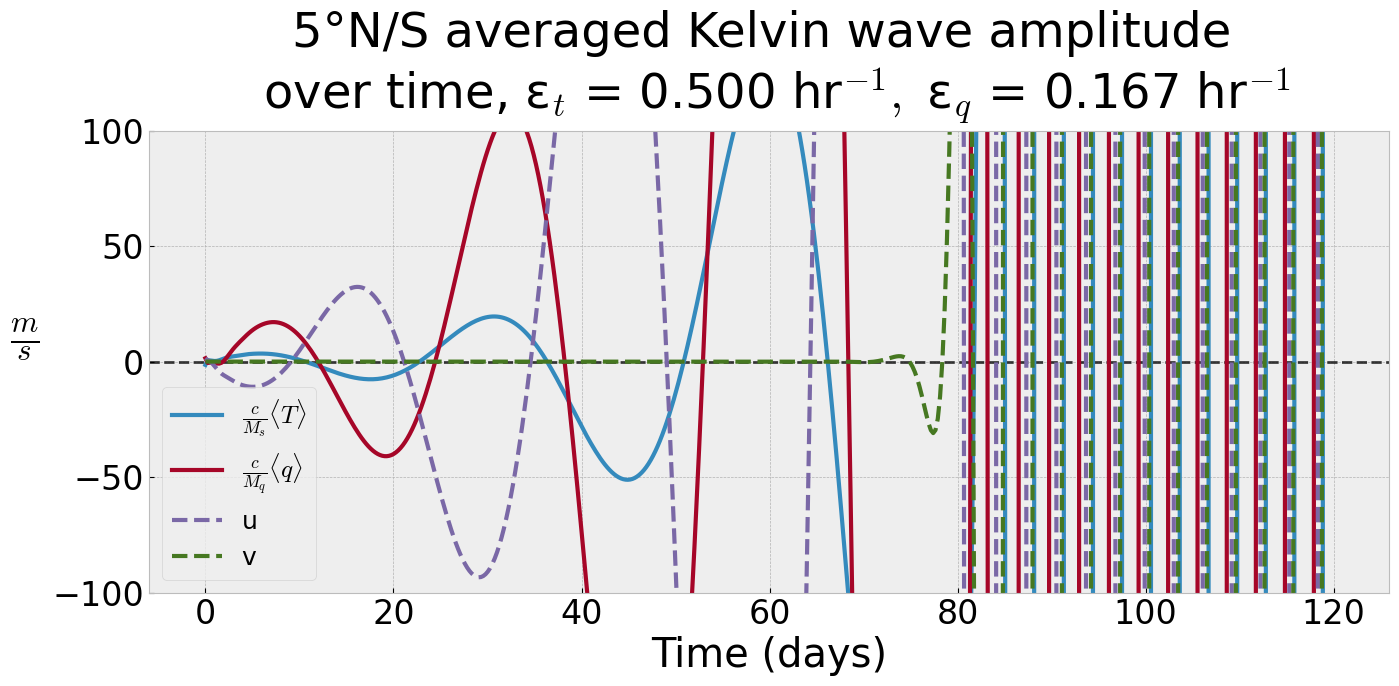 5°N/S averaged Kelvin wave amplitude
over time, ε_t = 0.500 hr⁻¹, ε_q = 0.167 hr⁻¹
100
50
0
−50
−100
m/s
c/M_s ⟨T⟩
c/M_q ⟨q⟩
u
v
0 20 40 60 80 100 120
Time (days)